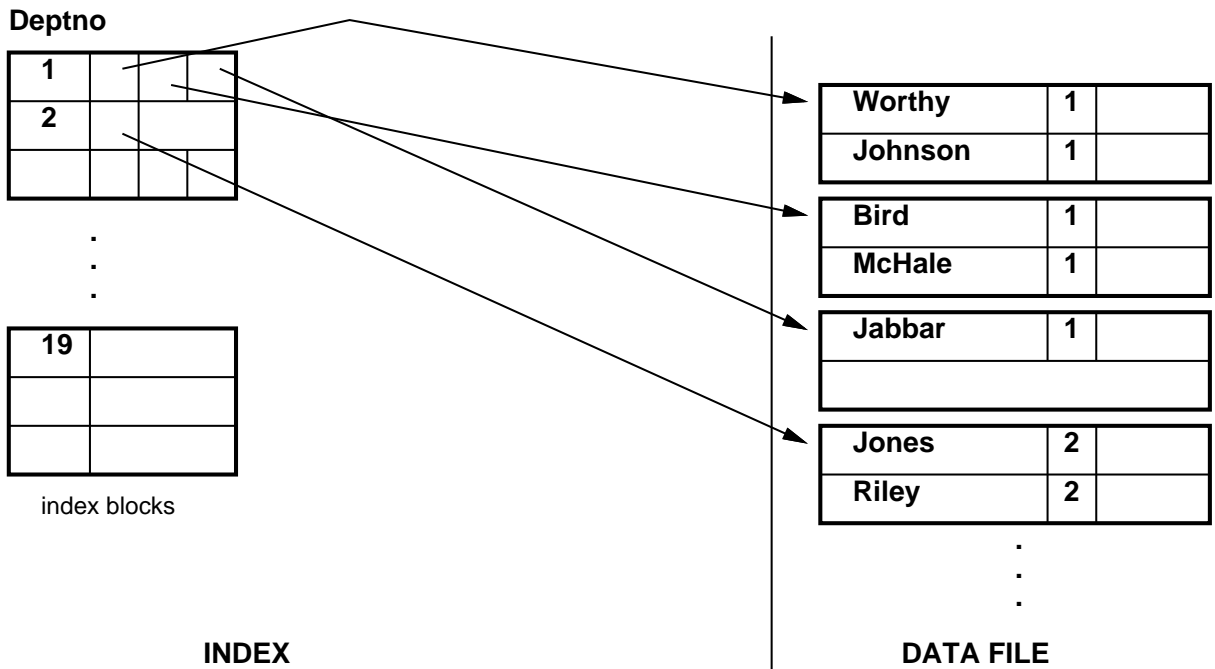 Deptno
1
2
19
index blocks
INDEX
Worthy 1
Johnson 1
Bird 1
McHale 1
Jabbar 1
Jones 2
Riley 2
DATA FILE